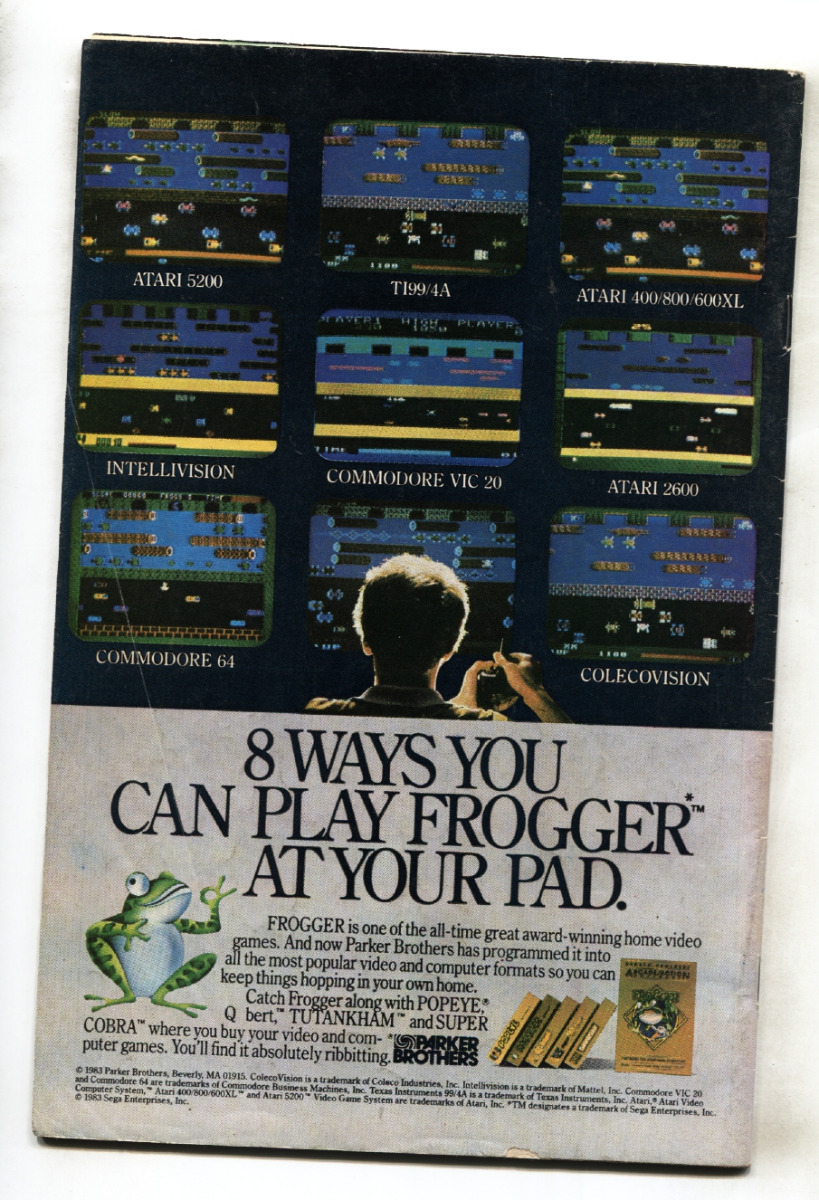 ATARI 5200
TI99/4A
ATARI 400/800/600XL
1100
INTELLIVISION
COMMODORE VIC 20
ATARI 2600
HIGH
COMMODORE 64
COLECOVISION
1100
8 WAYS YOU
CAN PLAY FROGGER*™
AT YOUR PAD.
FROGGER is one of the all-time great award-winning home video
games. And now Parker Brothers has programmed it into
all the most popular video and computer formats so you can
keep things hopping in your own home.
Catch Frogger along with POPEYE,®
Q bert,™ TUTANKHAM™ and SUPER
COBRA™ where you buy your video and com-
puter games. You'll find it absolutely ribbitting.
PARKER
BROTHERS
© 1983 Parker Brothers, Beverly, MA 01915. ColecoVision is a trademark of Coleco Industries, Inc. Intellivision is a trademark of Mattel, Inc. Commodore VIC 20
and Commodore 64 are trademarks of Commodore Business Machines, Inc. Texas Instruments 99/4A is a trademark of Texas Instruments, Inc. Atari,® Atari Video
Computer System,™ Atari 400/800/600XL™ and Atari 5200™ Video Game System are trademarks of Atari, Inc. *TM designates a trademark of Sega Enterprises, Inc.
© 1983 Sega Enterprises, Inc.